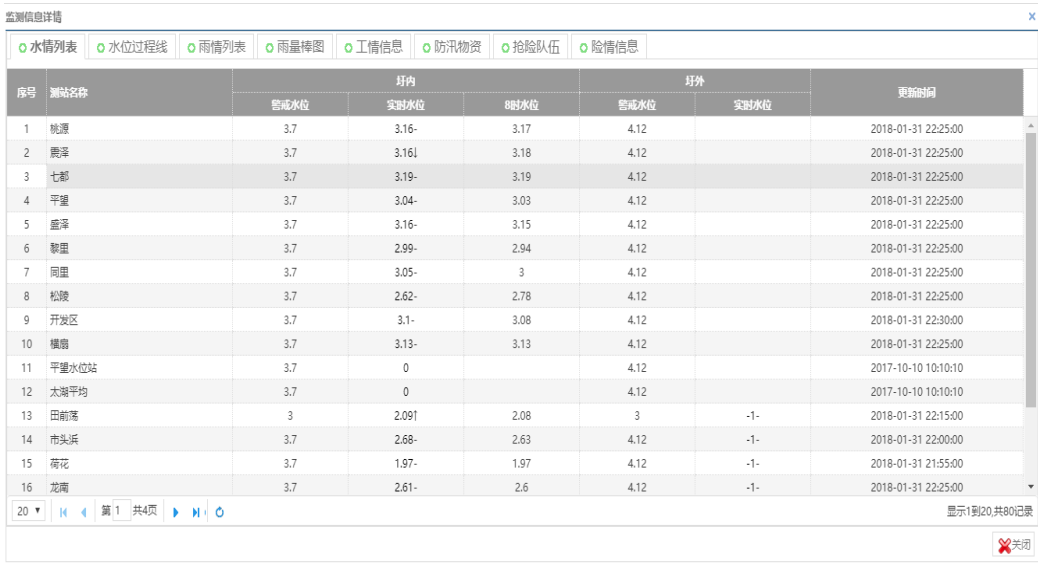 监测信息详情 x
水情列表 水位过程线 雨情列表 雨量棒图 工情信息 防汛物资 抢险队伍 险情信息
序号 测站名称 圩内 圩外 更新时间
警戒水位 实时水位 8时水位 警戒水位 实时水位
1 桃源 3.7 3.16- 3.17 4.12 2018-01-31 22:25:00
2 震泽 3.7 3.16↓ 3.18 4.12 2018-01-31 22:25:00
3 七都 3.7 3.19- 3.19 4.12 2018-01-31 22:25:00
4 平望 3.7 3.04- 3.03 4.12 2018-01-31 22:25:00
5 盛泽 3.7 3.16- 3.15 4.12 2018-01-31 22:25:00
6 黎里 3.7 2.99- 2.94 4.12 2018-01-31 22:25:00
7 同里 3.7 3.05- 3 4.12 2018-01-31 22:25:00
8 松陵 3.7 2.62- 2.78 4.12 2018-01-31 22:25:00
9 开发区 3.7 3.1- 3.08 4.12 2018-01-31 22:30:00
10 横扇 3.7 3.13- 3.13 4.12 2018-01-31 22:25:00
11 平望水位站 3.7 0 4.12 2017-10-10 10:10:10
12 太湖平均 3.7 0 4.12 2017-10-10 10:10:10
13 田前荡 3 2.09↑ 2.08 3 -1- 2018-01-31 22:15:00
14 市头浜 3.7 2.68- 2.63 4.12 -1- 2018-01-31 22:00:00
15 荷花 3.7 1.97- 1.97 4.12 -1- 2018-01-31 21:55:00
16 龙南 3.7 2.61- 2.6 4.12 -1- 2018-01-31 22:25:00
20 第 1 共4页 显示1到20,共80记录
关闭